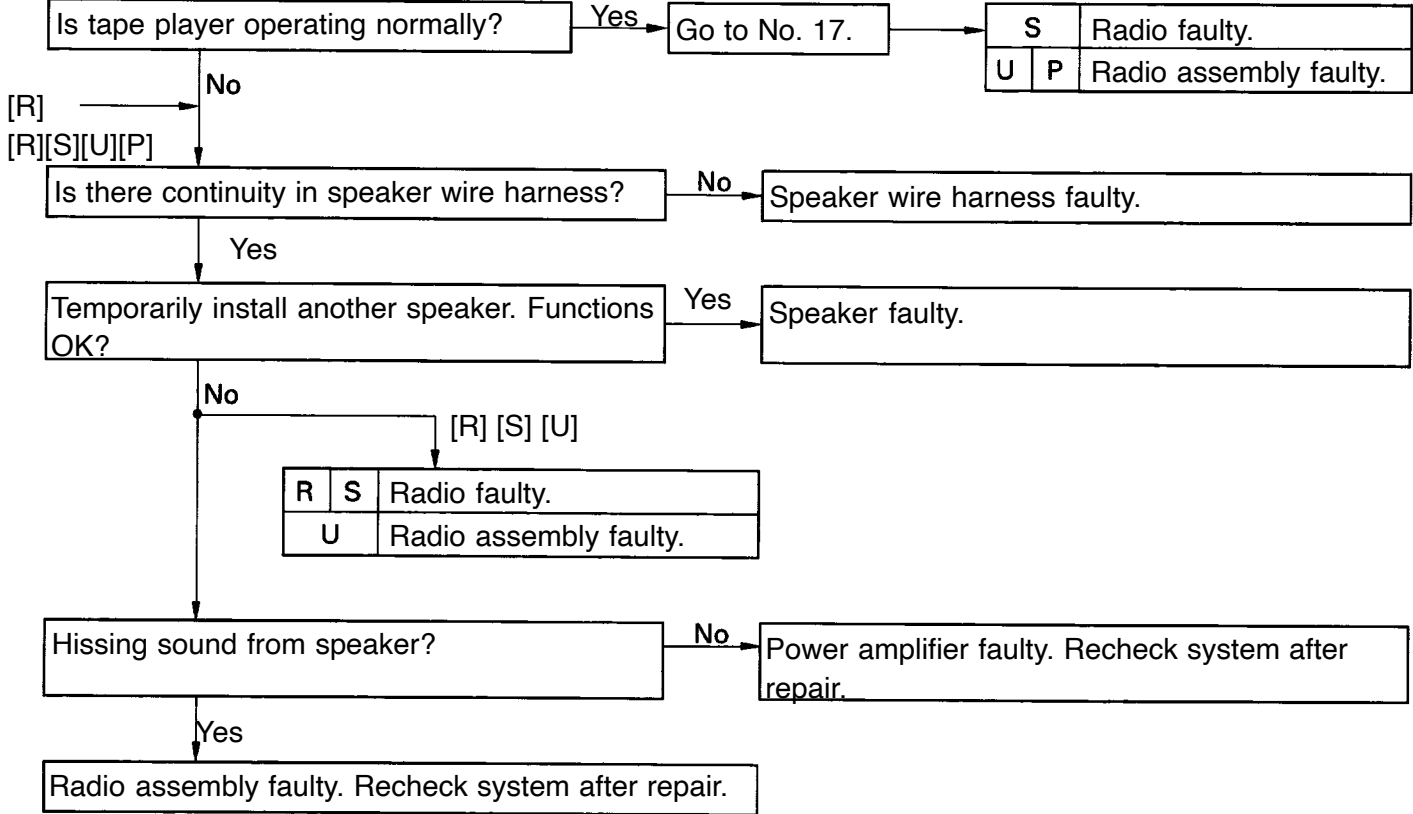 Is tape player operating normally?
Yes
Go to No. 17.
S Radio faulty.
U P Radio assembly faulty.
No
[R]
[R][S][U][P]
Is there continuity in speaker wire harness?
No
Speaker wire harness faulty.
Yes
Temporarily install another speaker. Functions
OK?
Yes
Speaker faulty.
No
[R] [S] [U]
R S Radio faulty.
U Radio assembly faulty.
Hissing sound from speaker?
No
Power amplifier faulty. Recheck system after
repair.
Yes
Radio assembly faulty. Recheck system after repair.